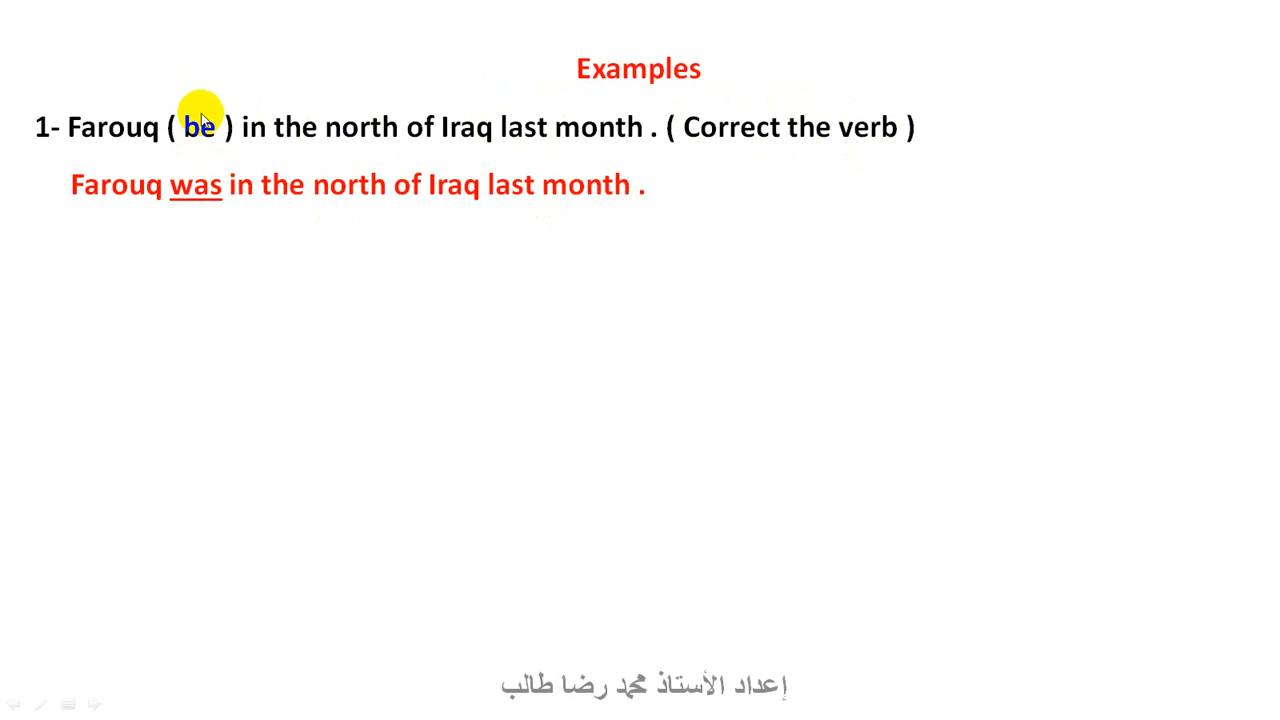 Examples
1- Farouq ( be ) in the north of Iraq last month . ( Correct the verb )
Farouq was in the north of Iraq last month .
إعداد الأستاذ محمد رضا طالب